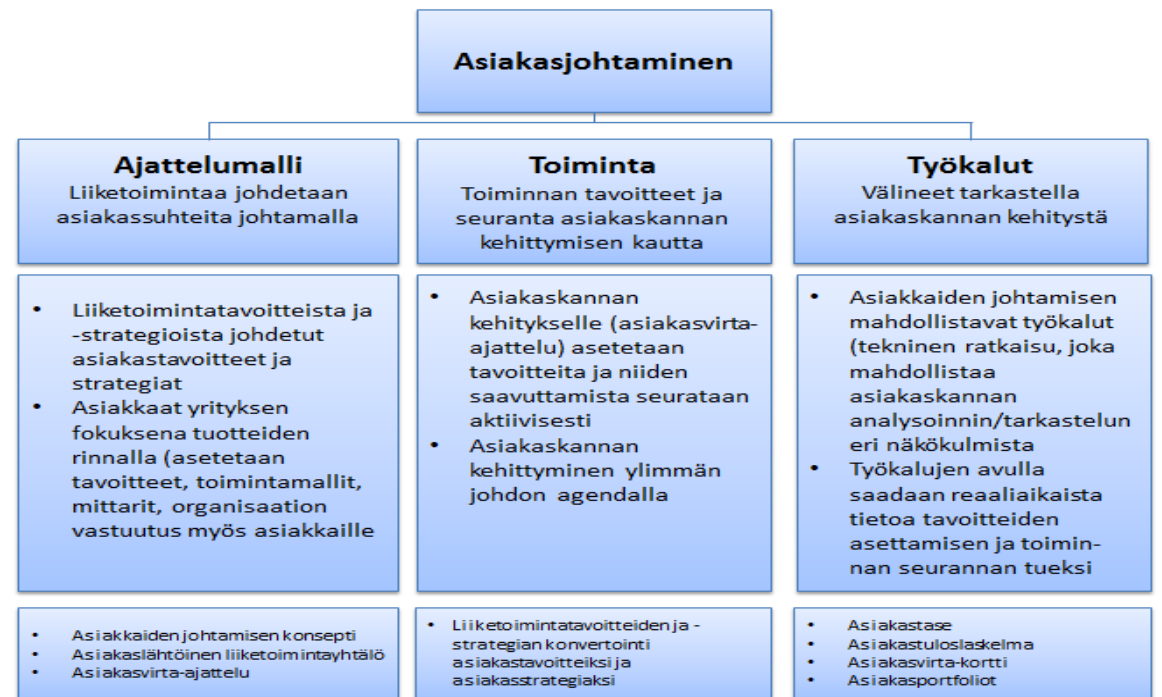 Asiakasjohtaminen
Ajattelumalli
Liiketoimintaa johdetaan
asiakassuhteita johtamalla
Toiminta
Toiminnan tavoitteet ja
seuranta asiakaskannan
kehittymisen kautta
Työkalut
Välineet tarkastella
asiakaskannan kehitystä
• Liiketoimintatavoitteista ja
-strategioista johdetut
asiakastavoitteet ja
strategiat
• Asiakkaat yrityksen
fokuksena tuotteiden
rinnalla (asetetaan
tavoitteet, toimintamallit,
mittarit, organisaation
vastuutus myös asiakkaille
• Asiakaskannan
kehitykselle (asiakasvirta-
ajattelu) asetetaan
tavoitteita ja niiden
saavuttamista seurataan
aktiivisesti
• Asiakaskannan
kehittyminen ylimmän
johdon agendalla
• Asiakkaiden johtamisen
mahdollistavat työkalut
(tekninen ratkaisu, joka
mahdollistaa
asiakaskannan
analysoinnin/tarkastelun
eri näkökulmista
• Työkalujen avulla
saadaan reaaliaikaista
tietoa tavoitteiden
asettamisen ja toimin-
nan seurannan tueksi
• Asiakkaiden johtamisen konsepti
• Asiakaslähtöinen liiketoimintayhtälö
• Asiakasvirta-ajattelu
• Liiketoimintatavoitteiden ja -
strategian konvertointi
asiakastavoitteiksi ja
asiakasstrategiaksi
• Asiakastase
• Asiakastuloslaskelma
• Asiakasvirta-kortti
• Asiakasportfoliot